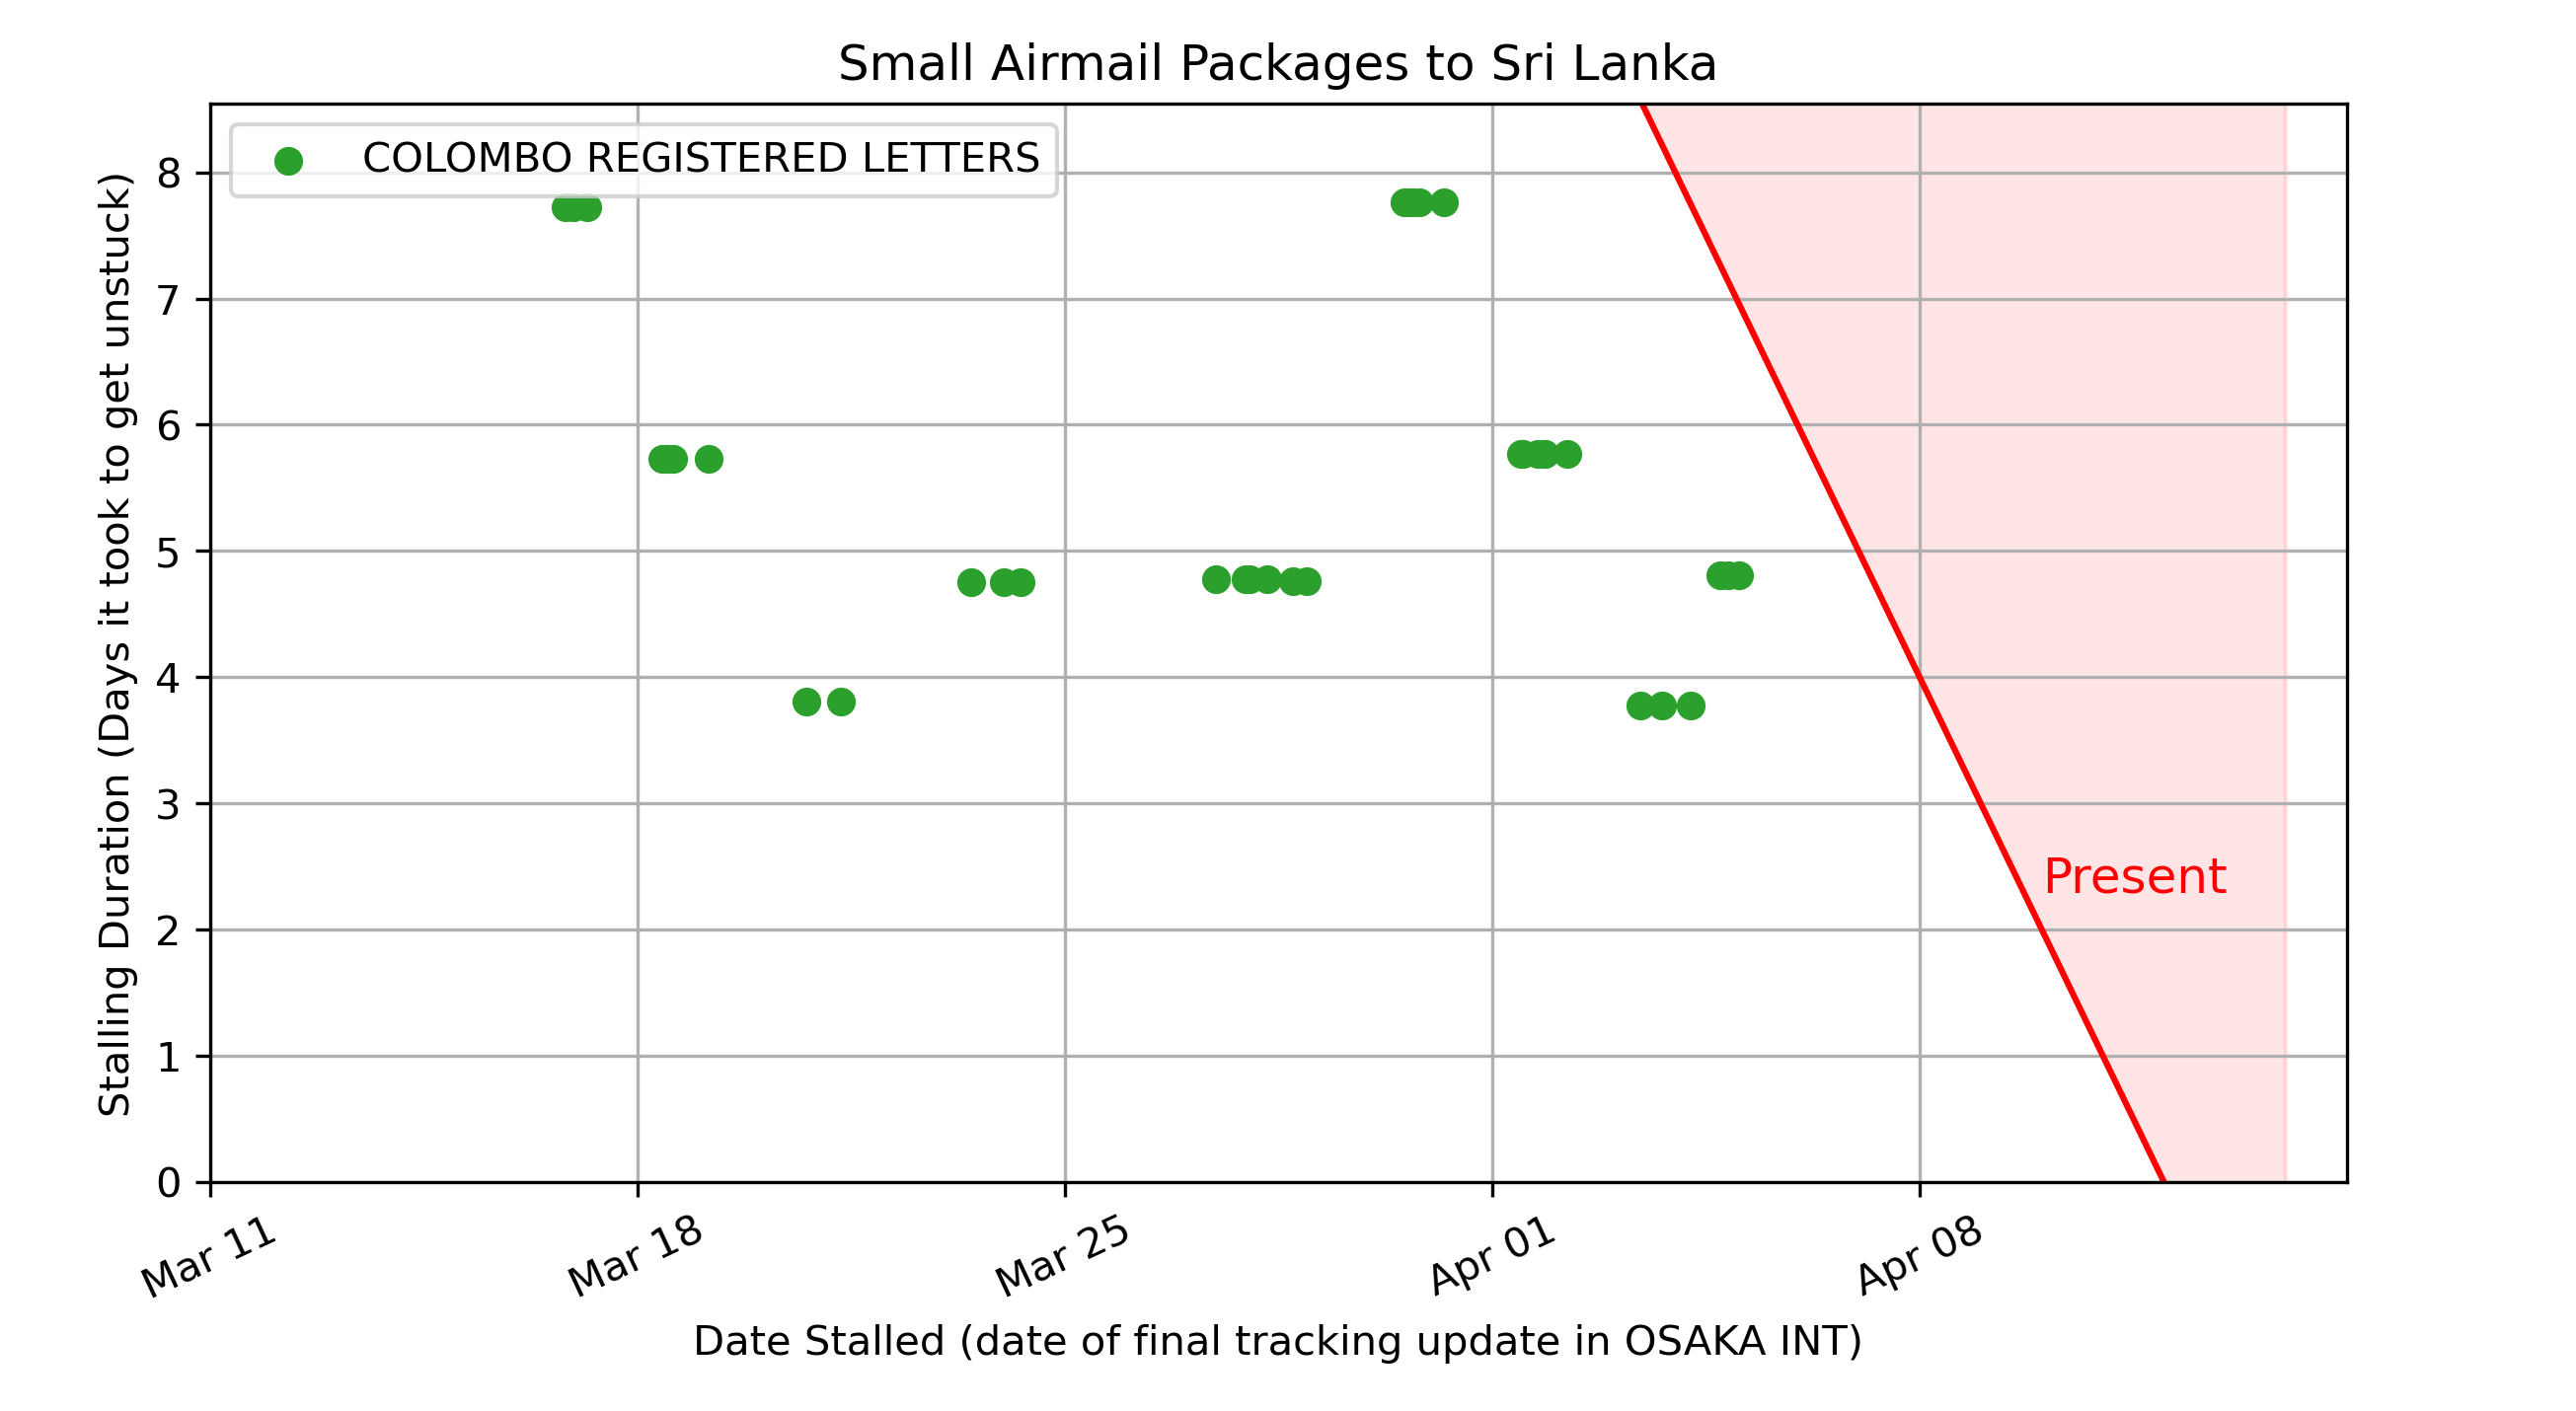 Small Airmail Packages to Sri Lanka
COLOMBO REGISTERED LETTERS
Stalling Duration (Days it took to get unstuck)
8
7
6
5
4
3
2
1
0
Present
Mar 11
Mar 18
Mar 25
Apr 01
Apr 08
Date Stalled (date of final tracking update in OSAKA INT)